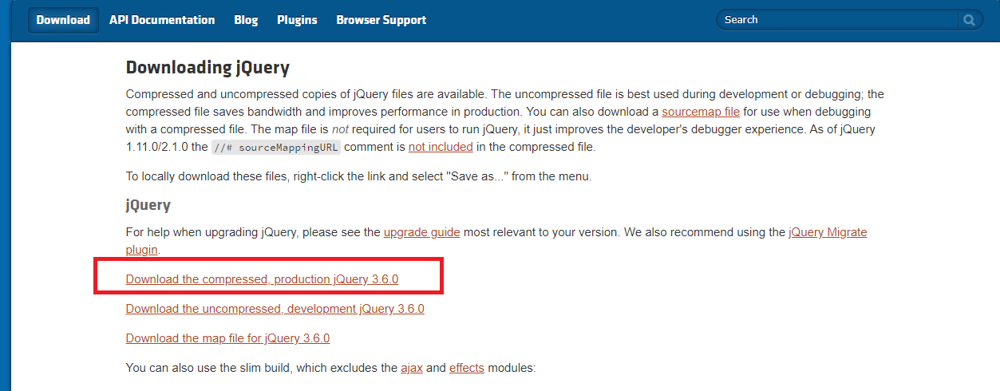 Download API Documentation Blog Plugins Browser Support Search
Downloading jQuery
Compressed and uncompressed copies of jQuery files are available. The uncompressed file is best used during development or debugging; the
compressed file saves bandwidth and improves performance in production. You can also download a sourcemap file for use when debugging
with a compressed file. The map file is not required for users to run jQuery, it just improves the developer's debugger experience. As of jQuery
1.11.0/2.1.0 the //# sourceMappingURL comment is not included in the compressed file.
To locally download these files, right-click the link and select "Save as..." from the menu.
jQuery
For help when upgrading jQuery, please see the upgrade guide most relevant to your version. We also recommend using the jQuery Migrate
plugin.
Download the compressed, production jQuery 3.6.0
Download the uncompressed, development jQuery 3.6.0
Download the map file for jQuery 3.6.0
You can also use the slim build, which excludes the ajax and effects modules: